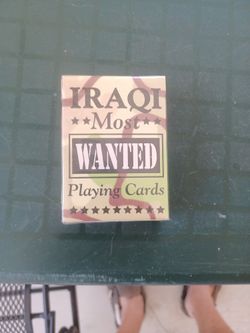 IRAQI
Most
WANTED
Playing Cards